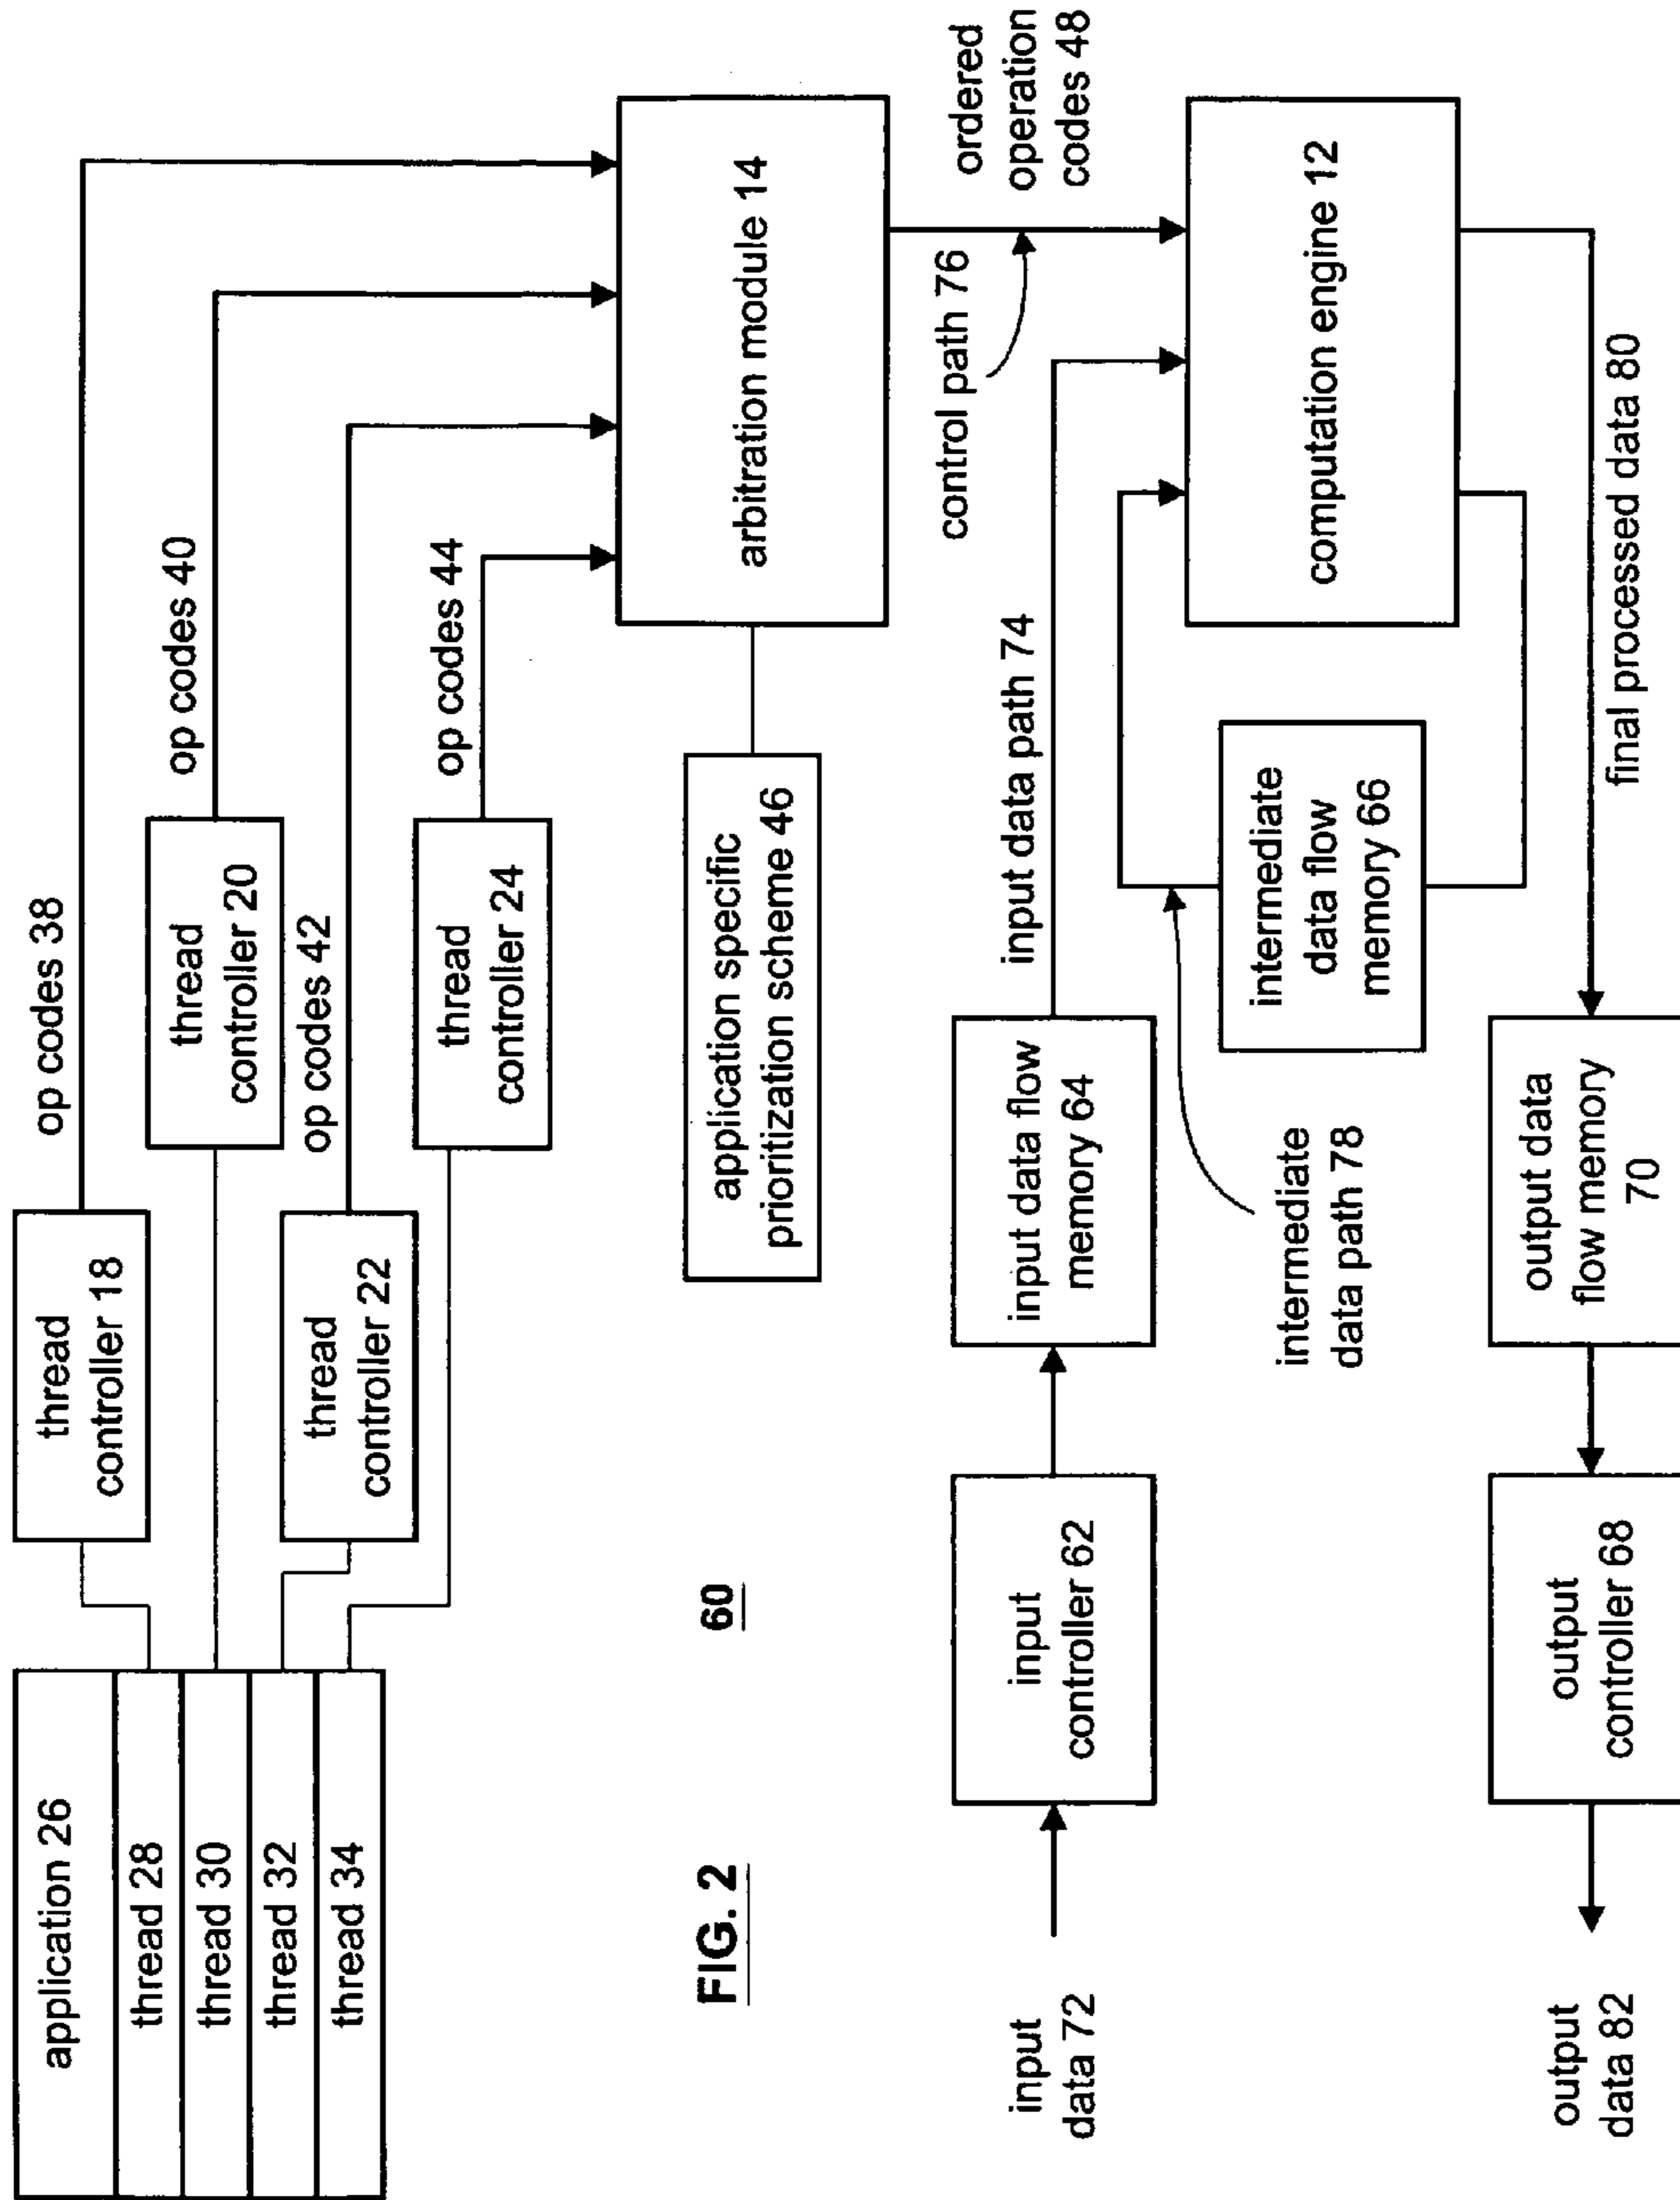 application 26
thread 28
thread 30
thread 32
thread 34
thread
controller 18
thread
controller 20
thread
controller 22
thread
controller 24
op codes 38
op codes 40
op codes 42
op codes 44
application specific
prioritization scheme 46
arbitration module 14
FIG. 2
60
control path 76
ordered
operation
codes 48
input
data 72
input
controller 62
input data flow
memory 64
input data path 74
intermediate
data path 78
intermediate
data flow
memory 66
computation engine 12
final processed data 80
output data
flow memory
70
output
controller 68
output
data 82